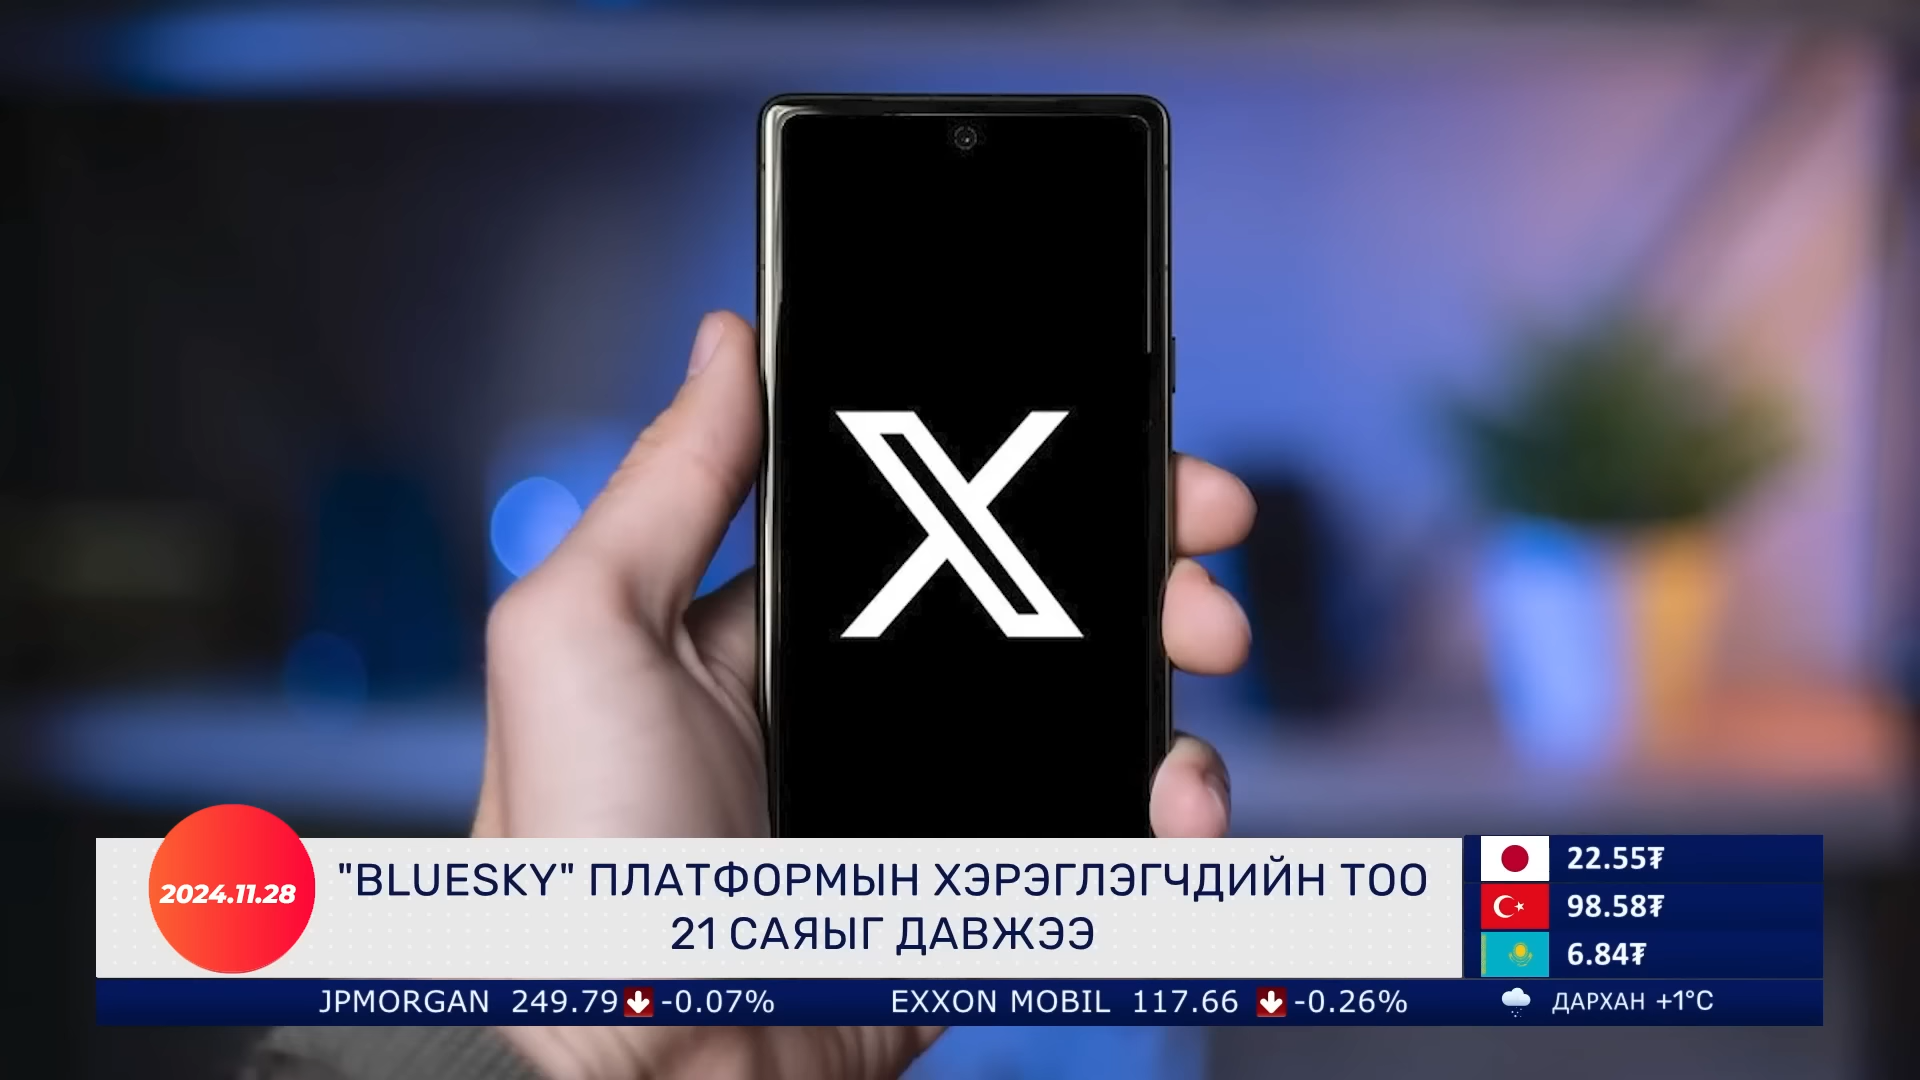 X
2024.11.28
"BLUESKY" ПЛАТФОРМЫН ХЭРЭГЛЭГЧДИЙН ТОО
21 САЯЫГ ДАВЖЭЭ
22.55₮
98.58₮
6.84₮
JPMORGAN 249.79 -0.07% EXXON MOBIL 117.66 -0.26%
ДАРХАН +1°C